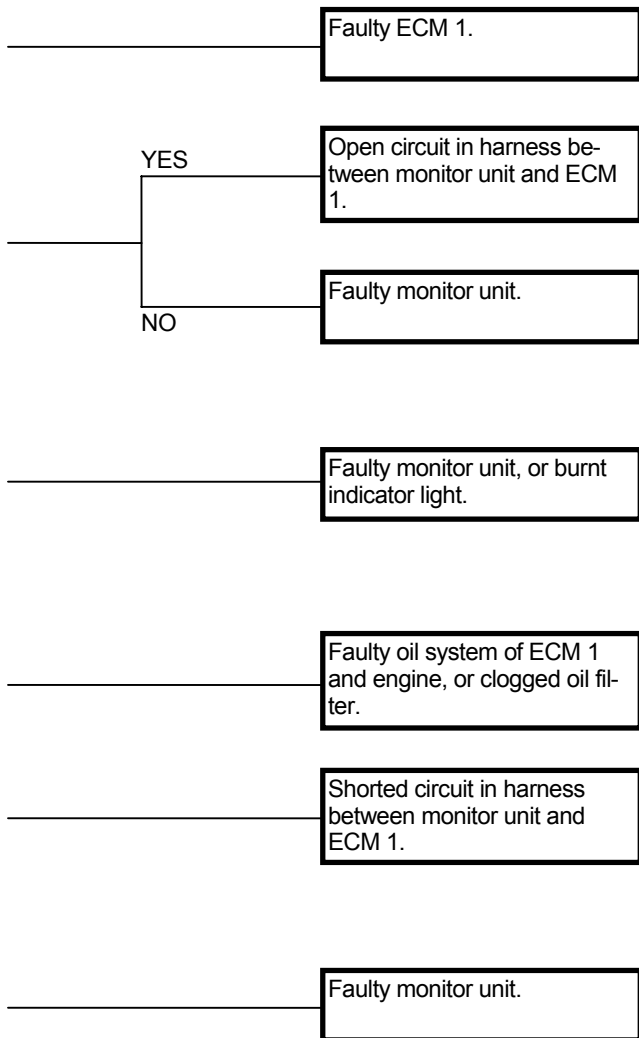 Faulty ECM 1.
YES
Open circuit in harness be-
tween monitor unit and ECM
1.
Faulty monitor unit.
NO
Faulty monitor unit, or burnt
indicator light.
Faulty oil system of ECM 1
and engine, or clogged oil fil-
ter.
Shorted circuit in harness
between monitor unit and
ECM 1.
Faulty monitor unit.